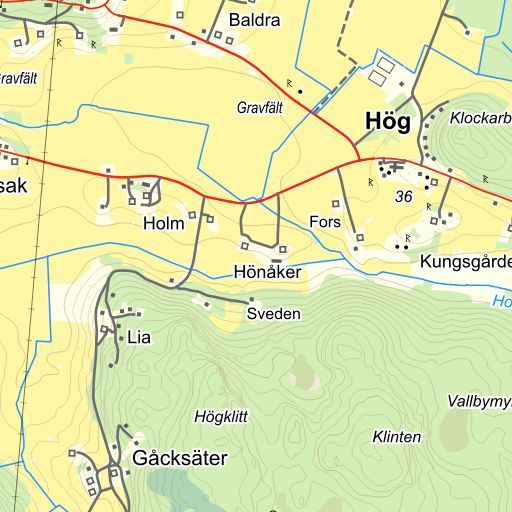 Baldra
Gravfält
Gravfält
Hög
Klockarb
sak
36
Holm
Fors
Hönåker
Kungsgårde
Ho
Sveden
Lia
Högklitt
Vallbymy
Klinten
Gåcksäter